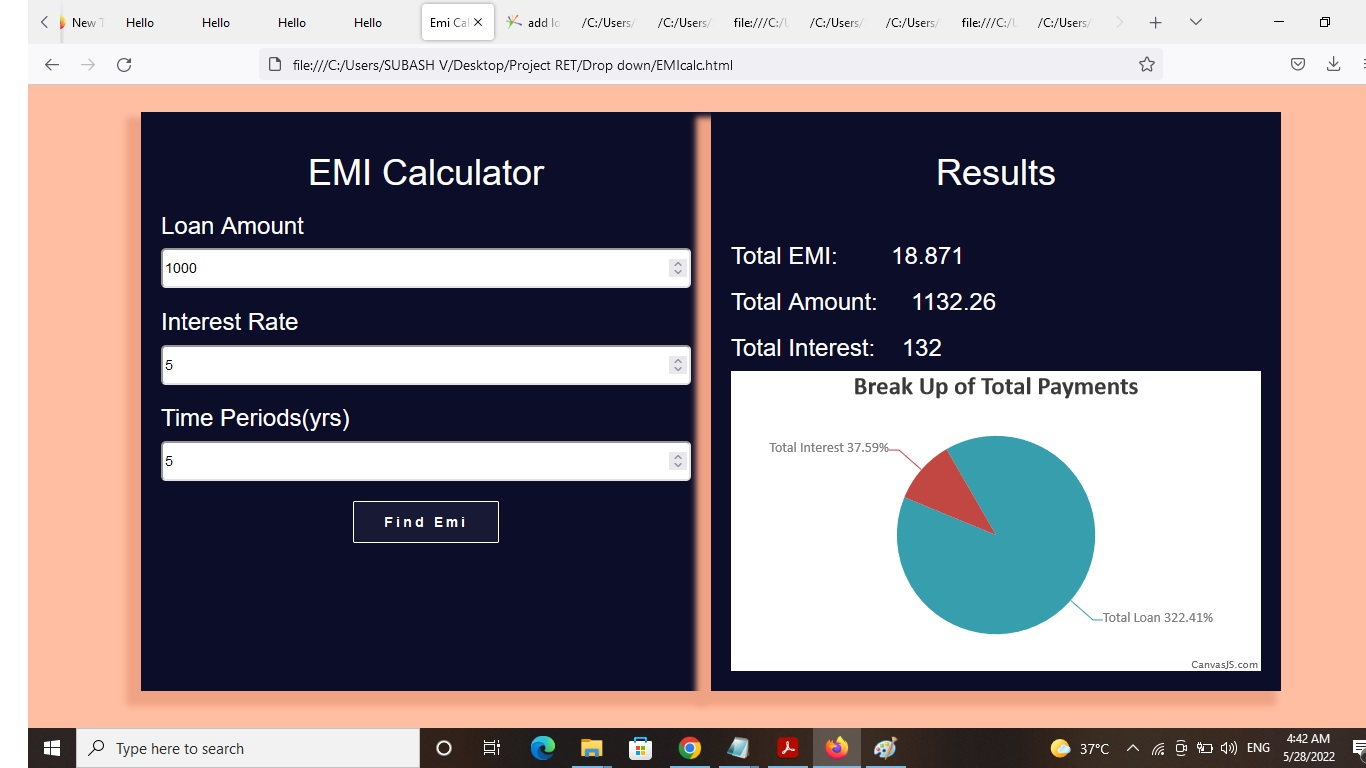 New T
Hello
Hello
Hello
Hello
Emi Cal
add lo
/C:/Users/
/C:/Users/
file:///C:/U
/C:/Users/
/C:/Users/
file:///C:/U
/C:/Users/
file:///C:/Users/SUBASH V/Desktop/Project RET/Drop down/EMIcalc.html
EMI Calculator
Loan Amount
1000
Interest Rate
5
Time Periods(yrs)
5
Find Emi
Results
Total EMI: 18.871
Total Amount: 1132.26
Total Interest: 132
Break Up of Total Payments
Total Interest 37.59%
Total Loan 322.41%
CanvasJS.com
Type here to search
37°C
ENG
4:42 AM
5/28/2022